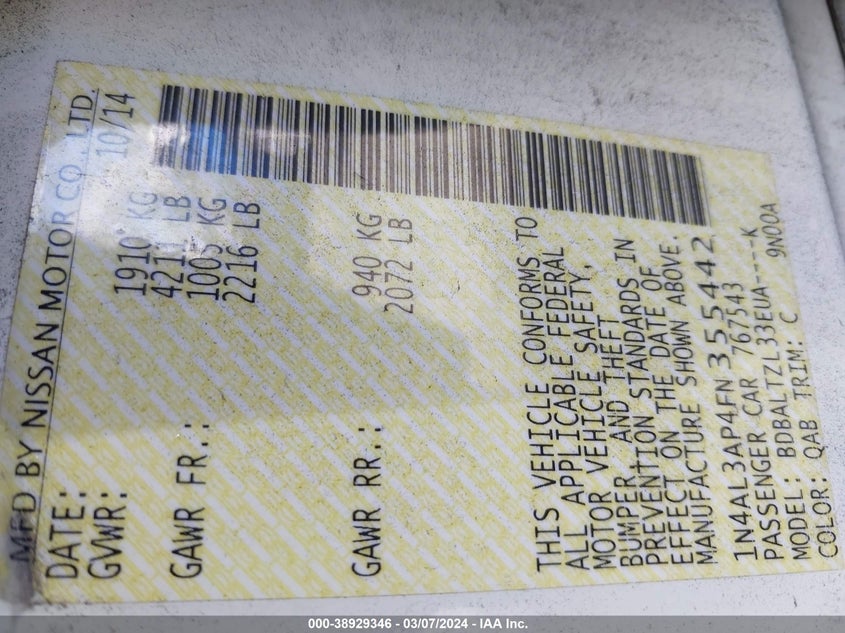 MFD BY NISSAN MOTOR CO., LTD.
DATE: 10/14
GVWR: 1910 KG
4211 LB
GAWR FR.: 1005 KG
2216 LB
GAWR RR.: 940 KG
2072 LB
THIS VEHICLE CONFORMS TO
ALL APPLICABLE FEDERAL
MOTOR VEHICLE SAFETY,
BUMPER AND THEFT
PREVENTION STANDARDS IN
EFFECT ON THE DATE OF
MANUFACTURE SHOWN ABOVE.
1N4AL3AP4FN355442
PASSENGER CAR 767543
MODEL: BDBALTZL33EUA----K
COLOR: QAB TRIM: C 9N00A
000-38929346 - 03/07/2024 - IAA Inc.